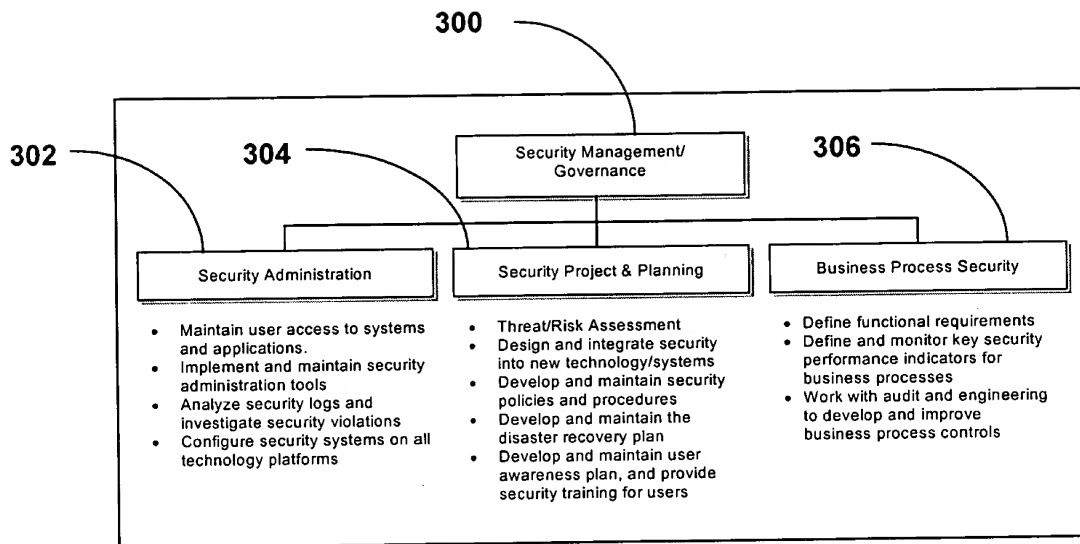 300
302
304
306
Security Management/
Governance
Security Administration
Security Project & Planning
Business Process Security
• Maintain user access to systems
and applications.
• Implement and maintain security
administration tools
• Analyze security logs and
investigate security violations
• Configure security systems on all
technology platforms
• Threat/Risk Assessment
• Design and integrate security
into new technology/systems
• Develop and maintain security
policies and procedures
• Develop and maintain the
disaster recovery plan
• Develop and maintain user
awareness plan, and provide
security training for users
• Define functional requirements
• Define and monitor key security
performance indicators for
business processes
• Work with audit and engineering
to develop and improve
business process controls